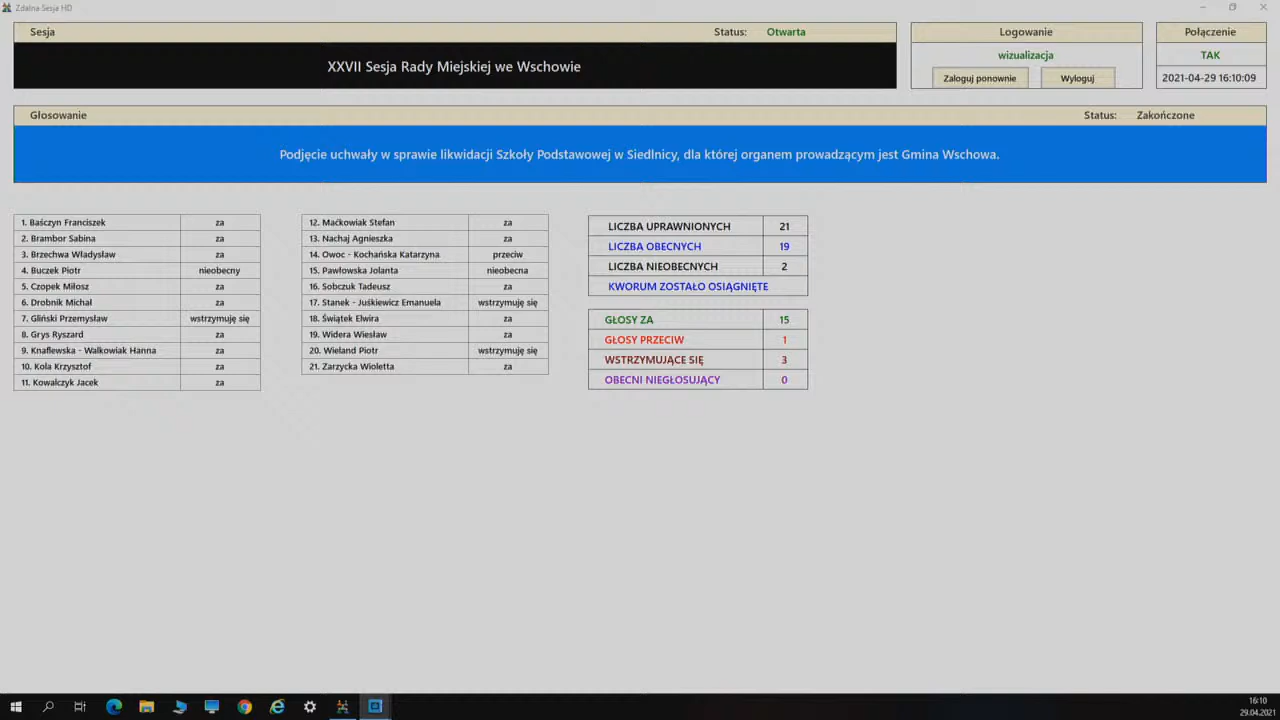 Zdalna Sesja HD
Sesja Status: Otwarta
XXVII Sesja Rady Miejskiej we Wschowie
Logowanie
wizualizacja
Zaloguj ponownie Wyloguj
Połączenie
TAK
2021-04-29 16:10:09
Głosowanie Status: Zakończone
Podjęcie uchwały w sprawie likwidacji Szkoły Podstawowej w Siedlnicy, dla której organem prowadzącym jest Gmina Wschowa.
1. Baśczyn Franciszek za
2. Brambor Sabina za
3. Brzechwa Władysław za
4. Buczek Piotr nieobecny
5. Czopek Miłosz za
6. Drobnik Michał za
7. Gliński Przemysław wstrzymuję się
8. Grys Ryszard za
9. Knaflewska - Walkowiak Hanna za
10. Kola Krzysztof za
11. Kowalczyk Jacek za
12. Maćkowiak Stefan za
13. Nachaj Agnieszka za
14. Owoc - Kochańska Katarzyna przeciw
15. Pawłowska Jolanta nieobecna
16. Sobczuk Tadeusz za
17. Stanek - Juśkiewicz Emanuela wstrzymuję się
18. Świątek Elwira za
19. Widera Wiesław za
20. Wieland Piotr wstrzymuję się
21. Zarzycka Wioletta za
LICZBA UPRAWNIONYCH 21
LICZBA OBECNYCH 19
LICZBA NIEOBECNYCH 2
KWORUM ZOSTAŁO OSIĄGNIĘTE
GŁOSY ZA 15
GŁOSY PRZECIW 1
WSTRZYMUJĄCE SIĘ 3
OBECNI NIEGŁOSUJĄCY 0
16:10
29.04.2021